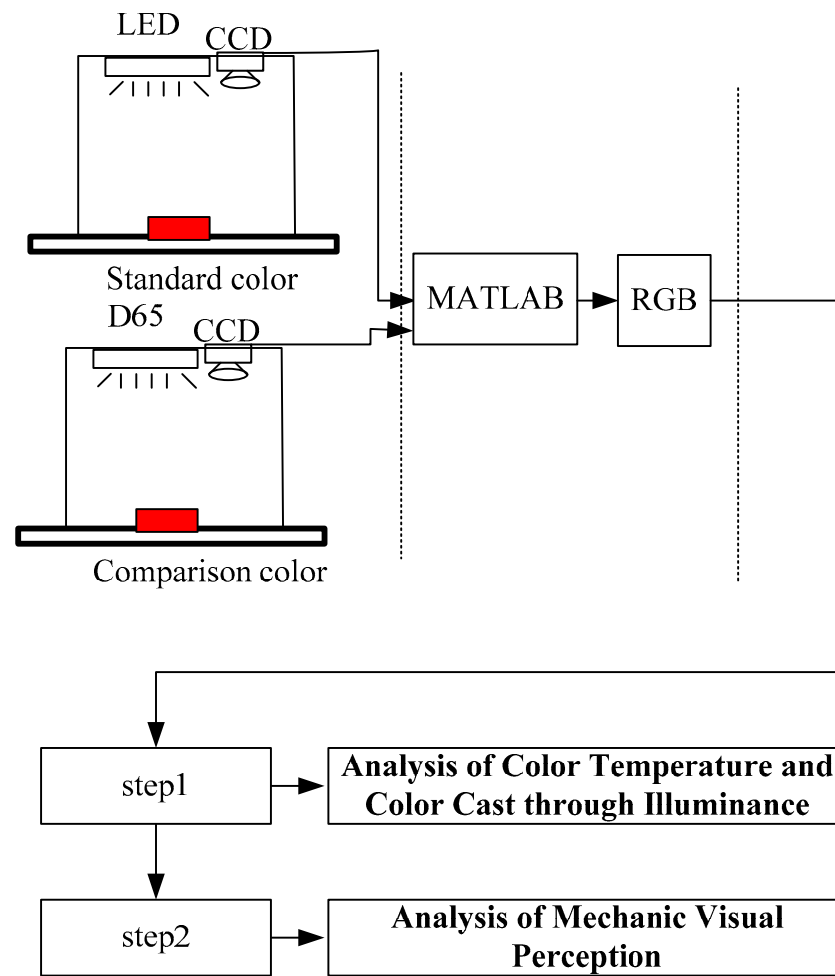 LED
CCD
Standard color
D65
CCD
MATLAB
RGB
Comparison color
step1
Analysis of Color Temperature and
Color Cast through Illuminance
step2
Analysis of Mechanic Visual
Perception